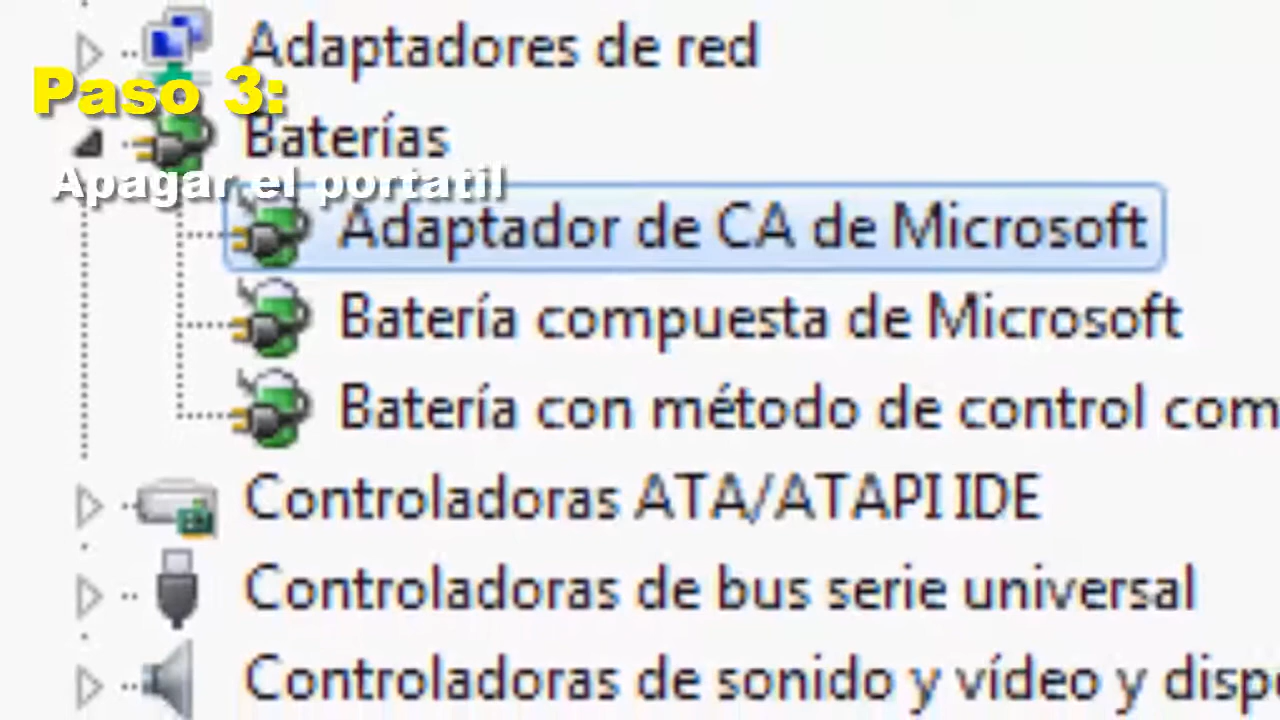 Adaptadores de red
Paso 3:
Baterías
Apagar el portatil
Adaptador de CA de Microsoft
Batería compuesta de Microsoft
Batería con método de control com
Controladoras ATA/ATAPI IDE
Controladoras de bus serie universal
Controladoras de sonido y vídeo y disp